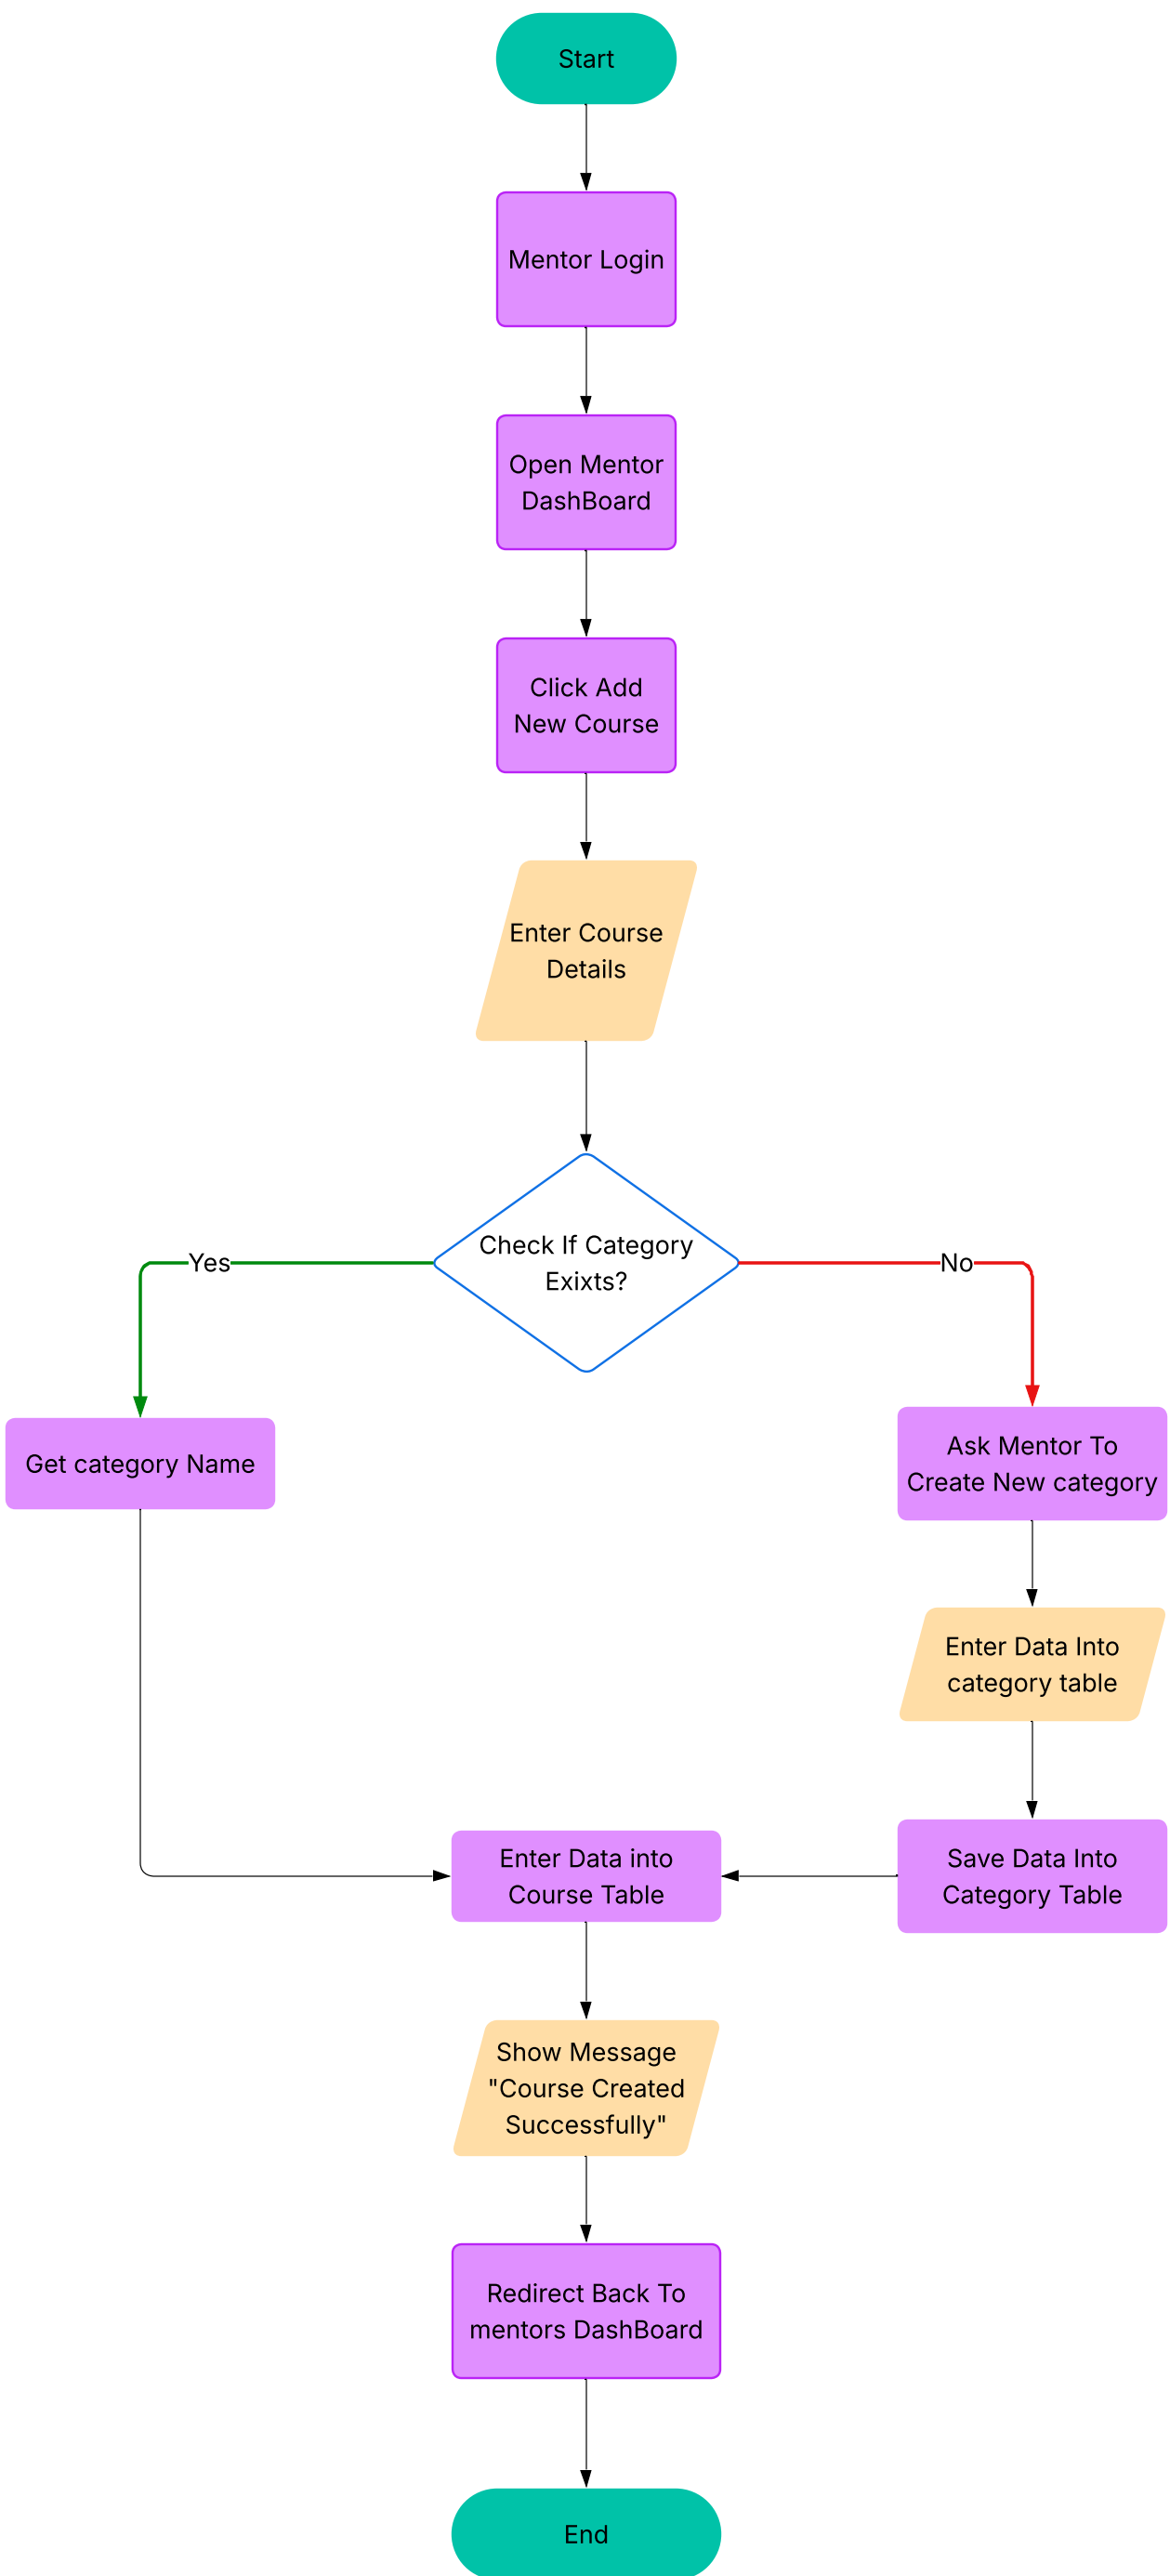 Start
Mentor Login
Open Mentor
DashBoard
Click Add
New Course
Enter Course
Details
Check If Category
Exixts?
Yes
No
Get category Name
Ask Mentor To
Create New category
Enter Data Into
category table
Save Data Into
Category Table
Enter Data into
Course Table
Show Message
"Course Created
Successfully"
Redirect Back To
mentors DashBoard
End